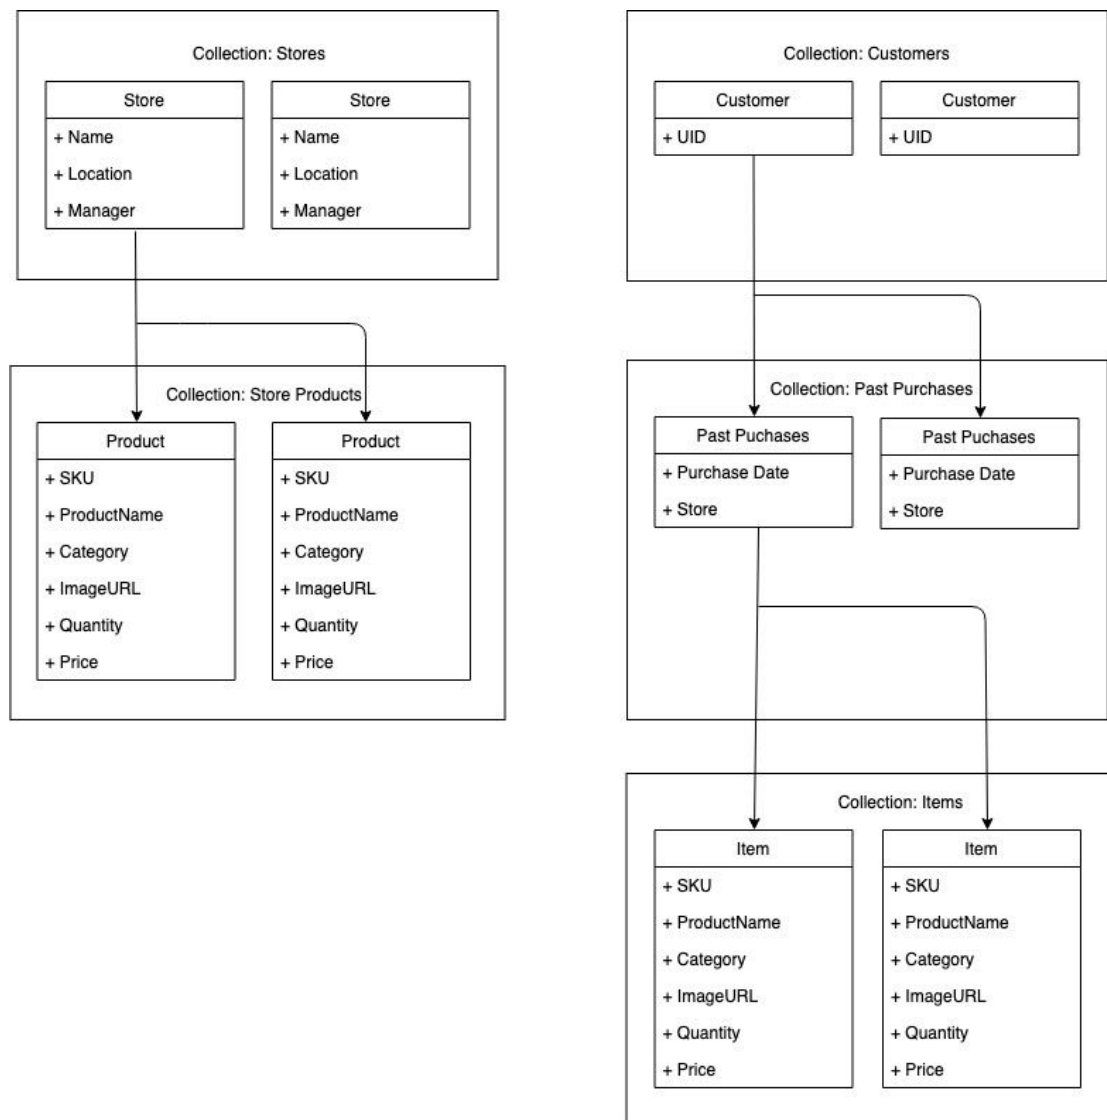 Collection: Stores
Store
+ Name
+ Location
+ Manager
Store
+ Name
+ Location
+ Manager
Collection: Store Products
Product
+ SKU
+ ProductName
+ Category
+ ImageURL
+ Quantity
+ Price
Product
+ SKU
+ ProductName
+ Category
+ ImageURL
+ Quantity
+ Price
Collection: Customers
Customer
+ UID
Customer
+ UID
Collection: Past Purchases
Past Puchases
+ Purchase Date
+ Store
Past Puchases
+ Purchase Date
+ Store
Collection: Items
Item
+ SKU
+ ProductName
+ Category
+ ImageURL
+ Quantity
+ Price
Item
+ SKU
+ ProductName
+ Category
+ ImageURL
+ Quantity
+ Price